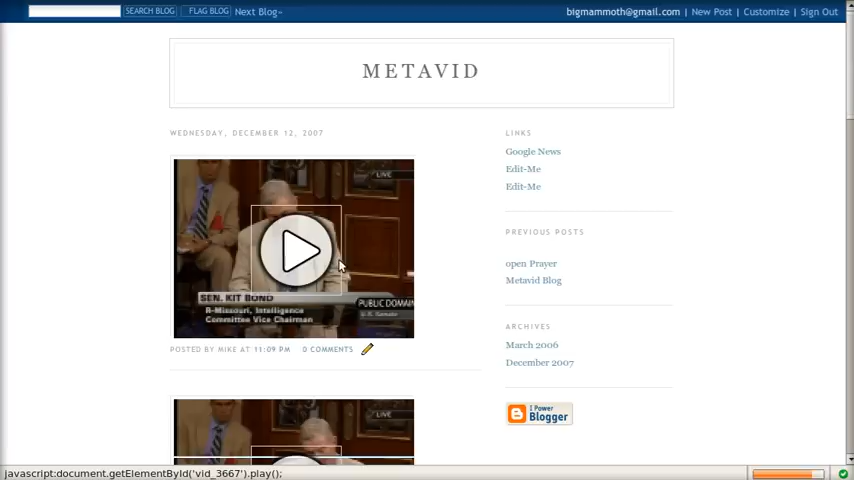 SEARCH BLOG FLAG BLOG Next Blog» bigmammoth@gmail.com | New Post | Customize | Sign Out
METAVID
WEDNESDAY, DECEMBER 12, 2007
LIVE
SEN. KIT BOND
R-Missouri, Intelligence
Committee Vice Chairman
PUBLIC DOMAIN
POSTED BY MIKE AT 11:09 PM 0 COMMENTS
LIVE
LINKS
Google News
Edit-Me
Edit-Me
PREVIOUS POSTS
open Prayer
Metavid Blog
ARCHIVES
March 2006
December 2007
I Power
Blogger
javascript:document.getElementById('vid_3667').play();